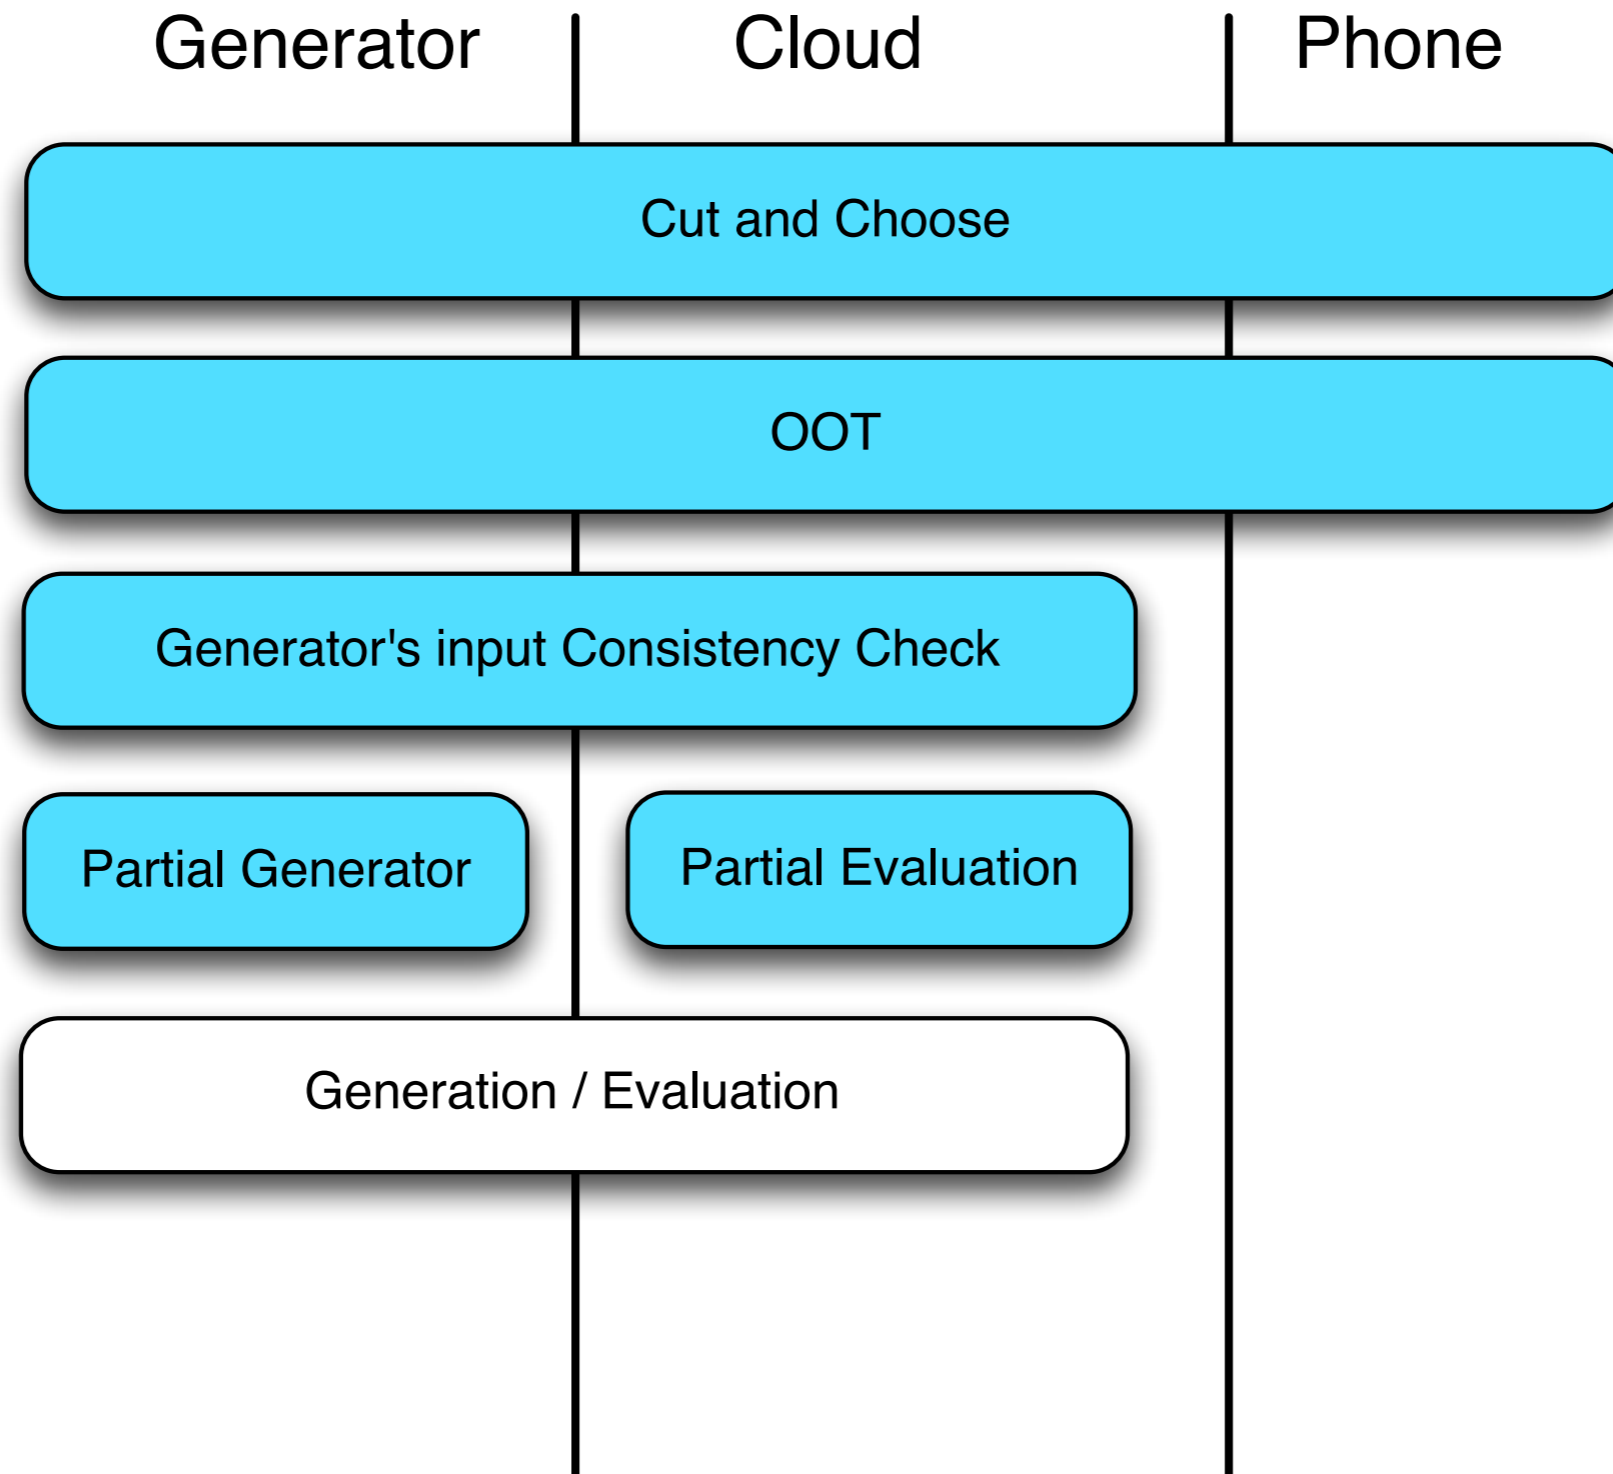 Generator
Cloud
Phone
Cut and Choose
OOT
Generator's input Consistency Check
Partial Generator
Partial Evaluation
Generation / Evaluation